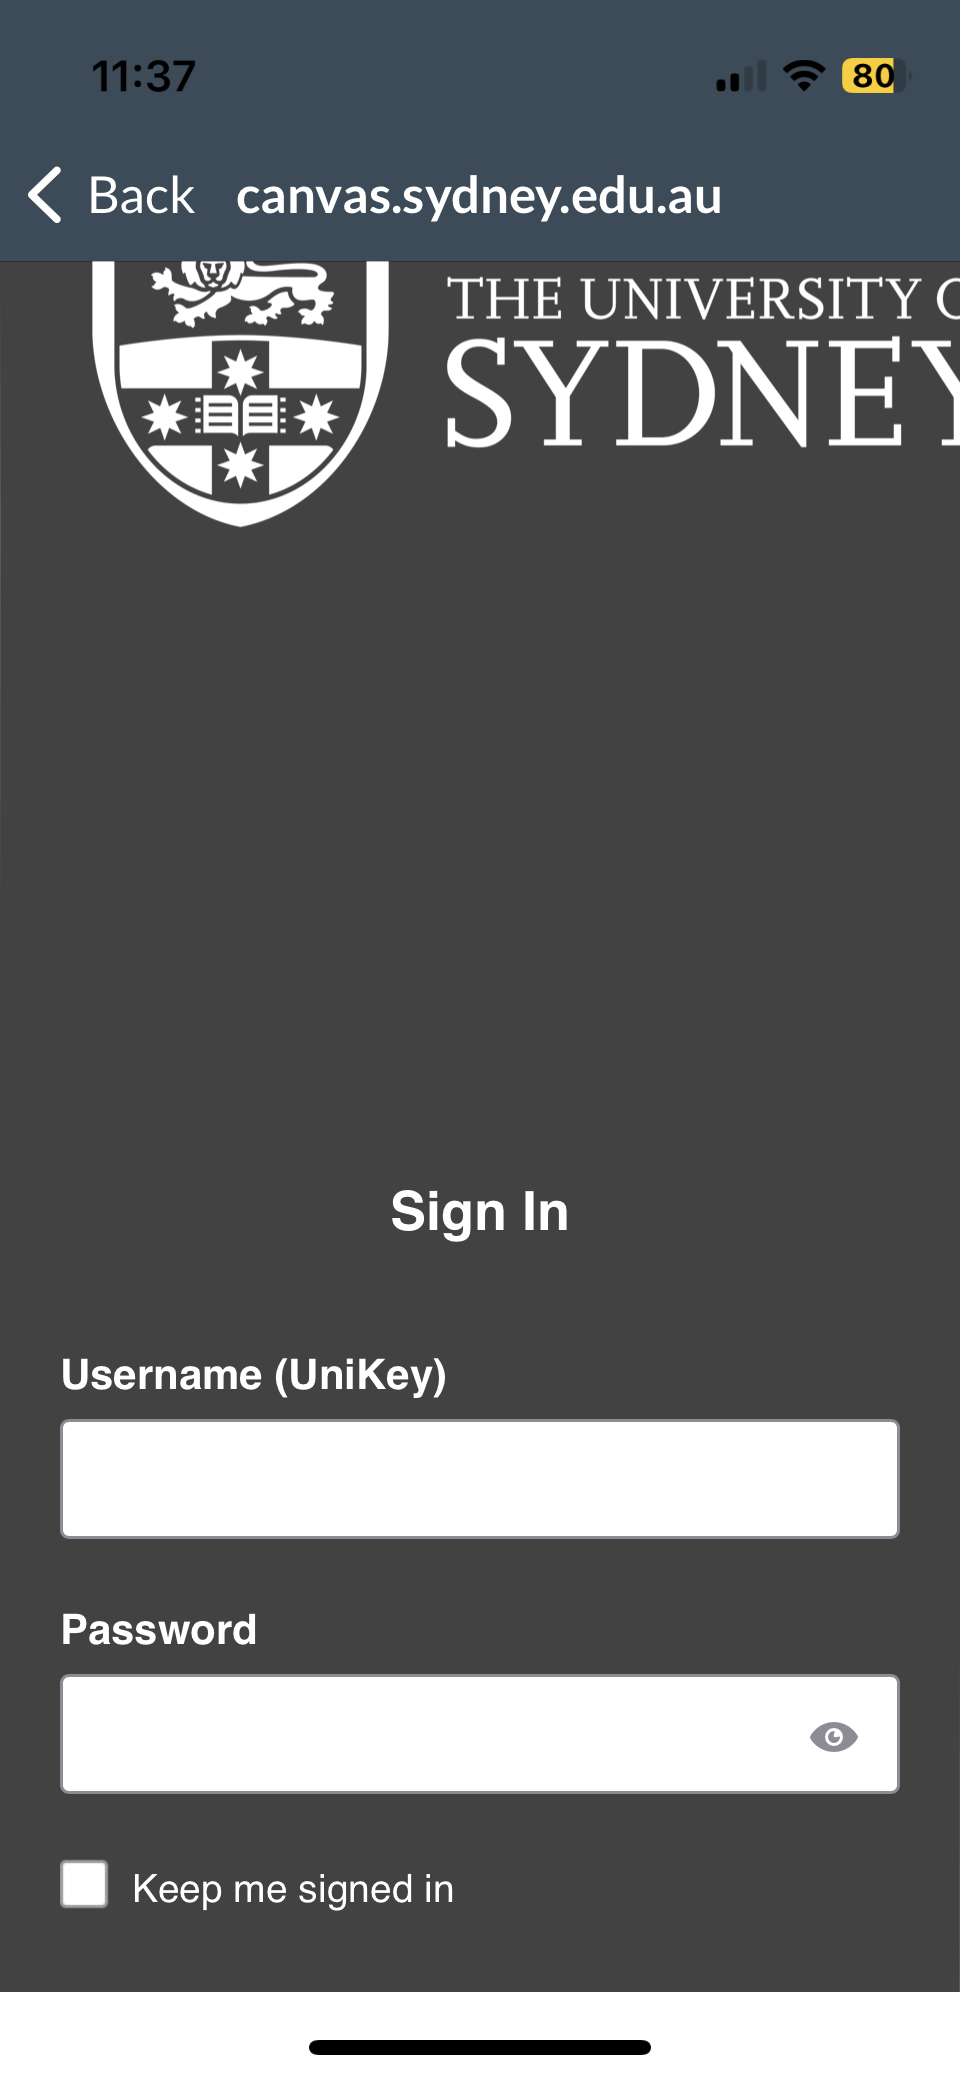 11:37
80
Back canvas.sydney.edu.au
THE UNIVERSITY
SYDNEY
Sign In
Username (UniKey)
Password
Keep me signed in